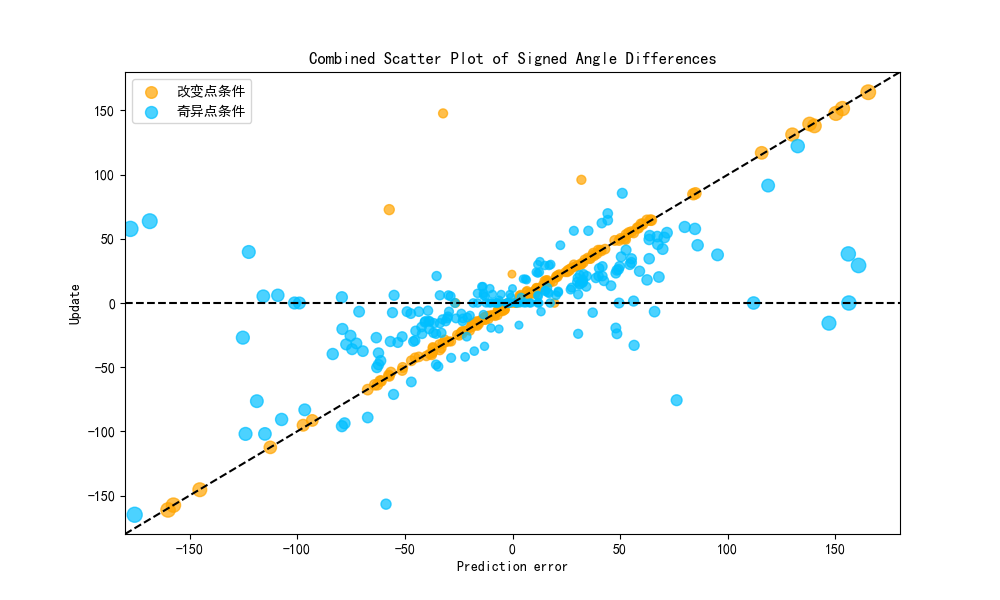 Combined Scatter Plot of Signed Angle Differences
改变点条件
奇异点条件
Update
150
100
50
0
−50
−100
−150
−150
−100
−50
0
50
100
150
Prediction error